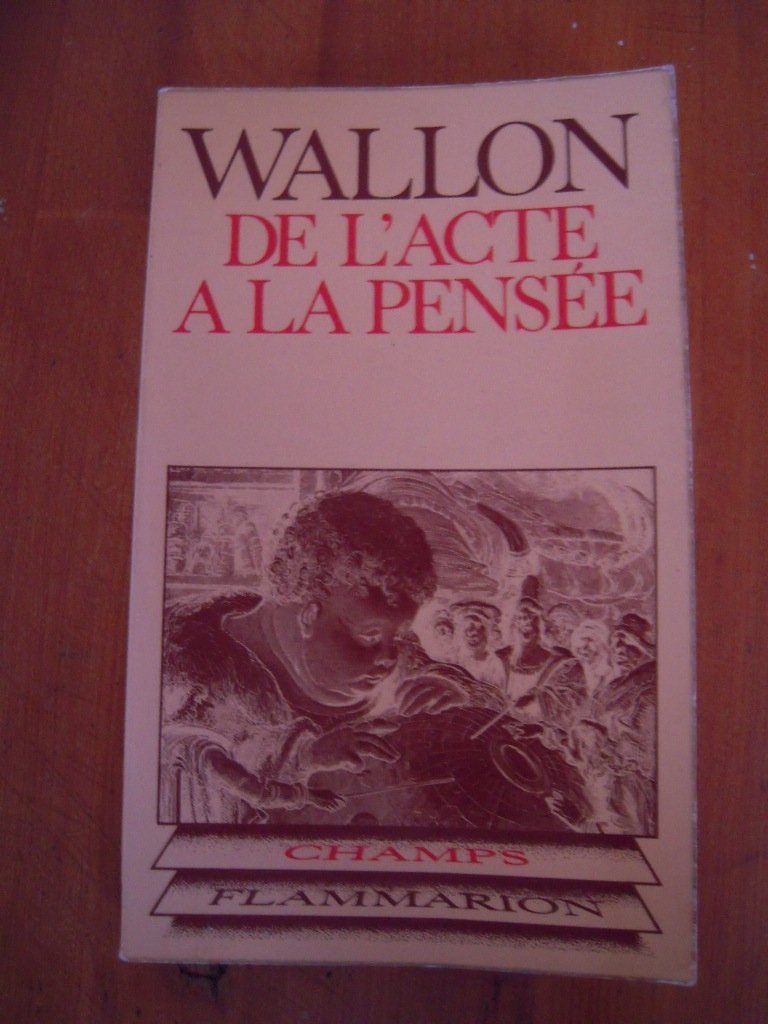 WALLON
DE L'ACTE
A LA PENSÉE
CHAMPS
FLAMMARION